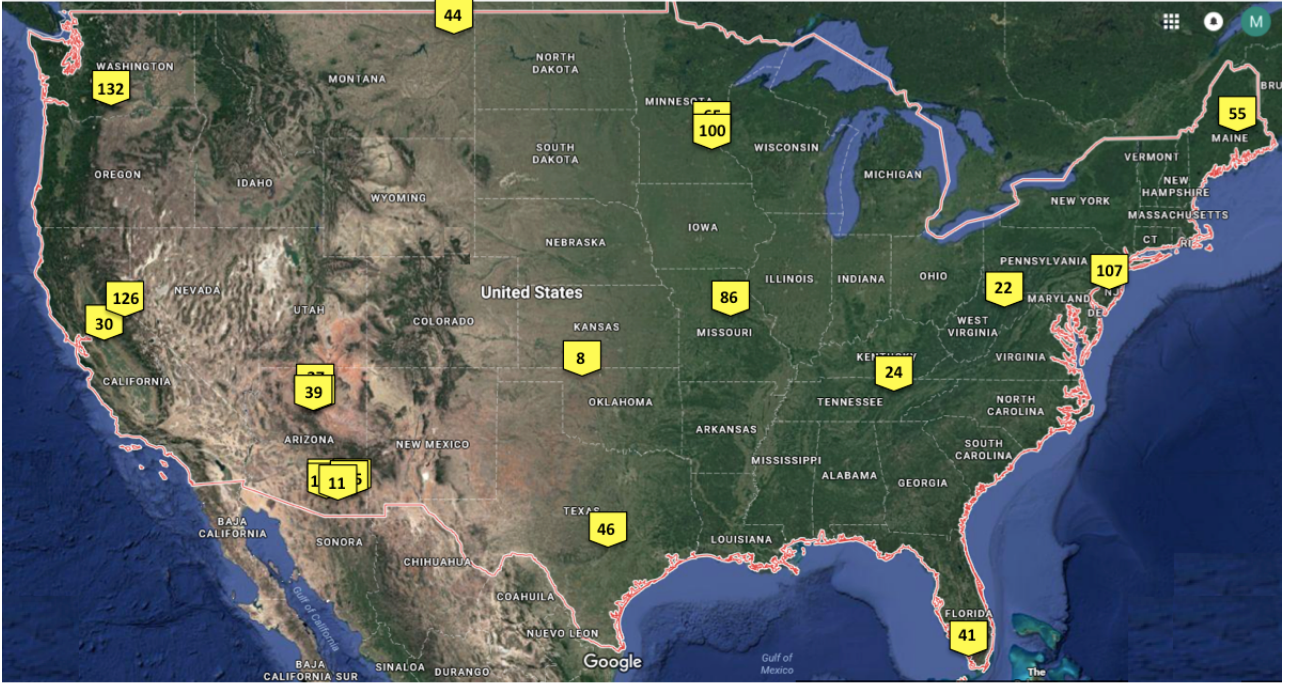 44
M
NORTH
DAKOTA
WASHINGTON
MONTANA
132
MINNESOTA
100
55
BRU
MAINE
WISCONSIN
SOUTH
DAKOTA
VERMONT
OREGON
IDAHO
MICHIGAN
NEW
HAMPSHIRE
WYOMING
NEW YORK
MASSACHUSETTS
IOWA
CT
RI
NEBRASKA
PENNSYLVANIA
107
126
NEVADA
United States
ILLINOIS
INDIANA
OHIO
22
MARYLAND
NJ
DE
86
UTAH
30
COLORADO
KANSAS
MISSOURI
WEST
VIRGINIA
8
KENTUCKY
VIRGINIA
24
CALIFORNIA
39
OKLAHOMA
TENNESSEE
NORTH
CAROLINA
ARIZONA
NEW MEXICO
ARKANSAS
SOUTH
CAROLINA
MISSISSIPPI
ALABAMA
GEORGIA
11
TEXAS
46
BAJA
CALIFORNIA
SONORA
LOUISIANA
CHIHUAHUA
Gulf of California
COAHUILA
FLORIDA
41
NUEVO LEON
Google
BAJA
CALIFORNIA SUR
SINALOA
DURANGO
Gulf of
Mexico
The